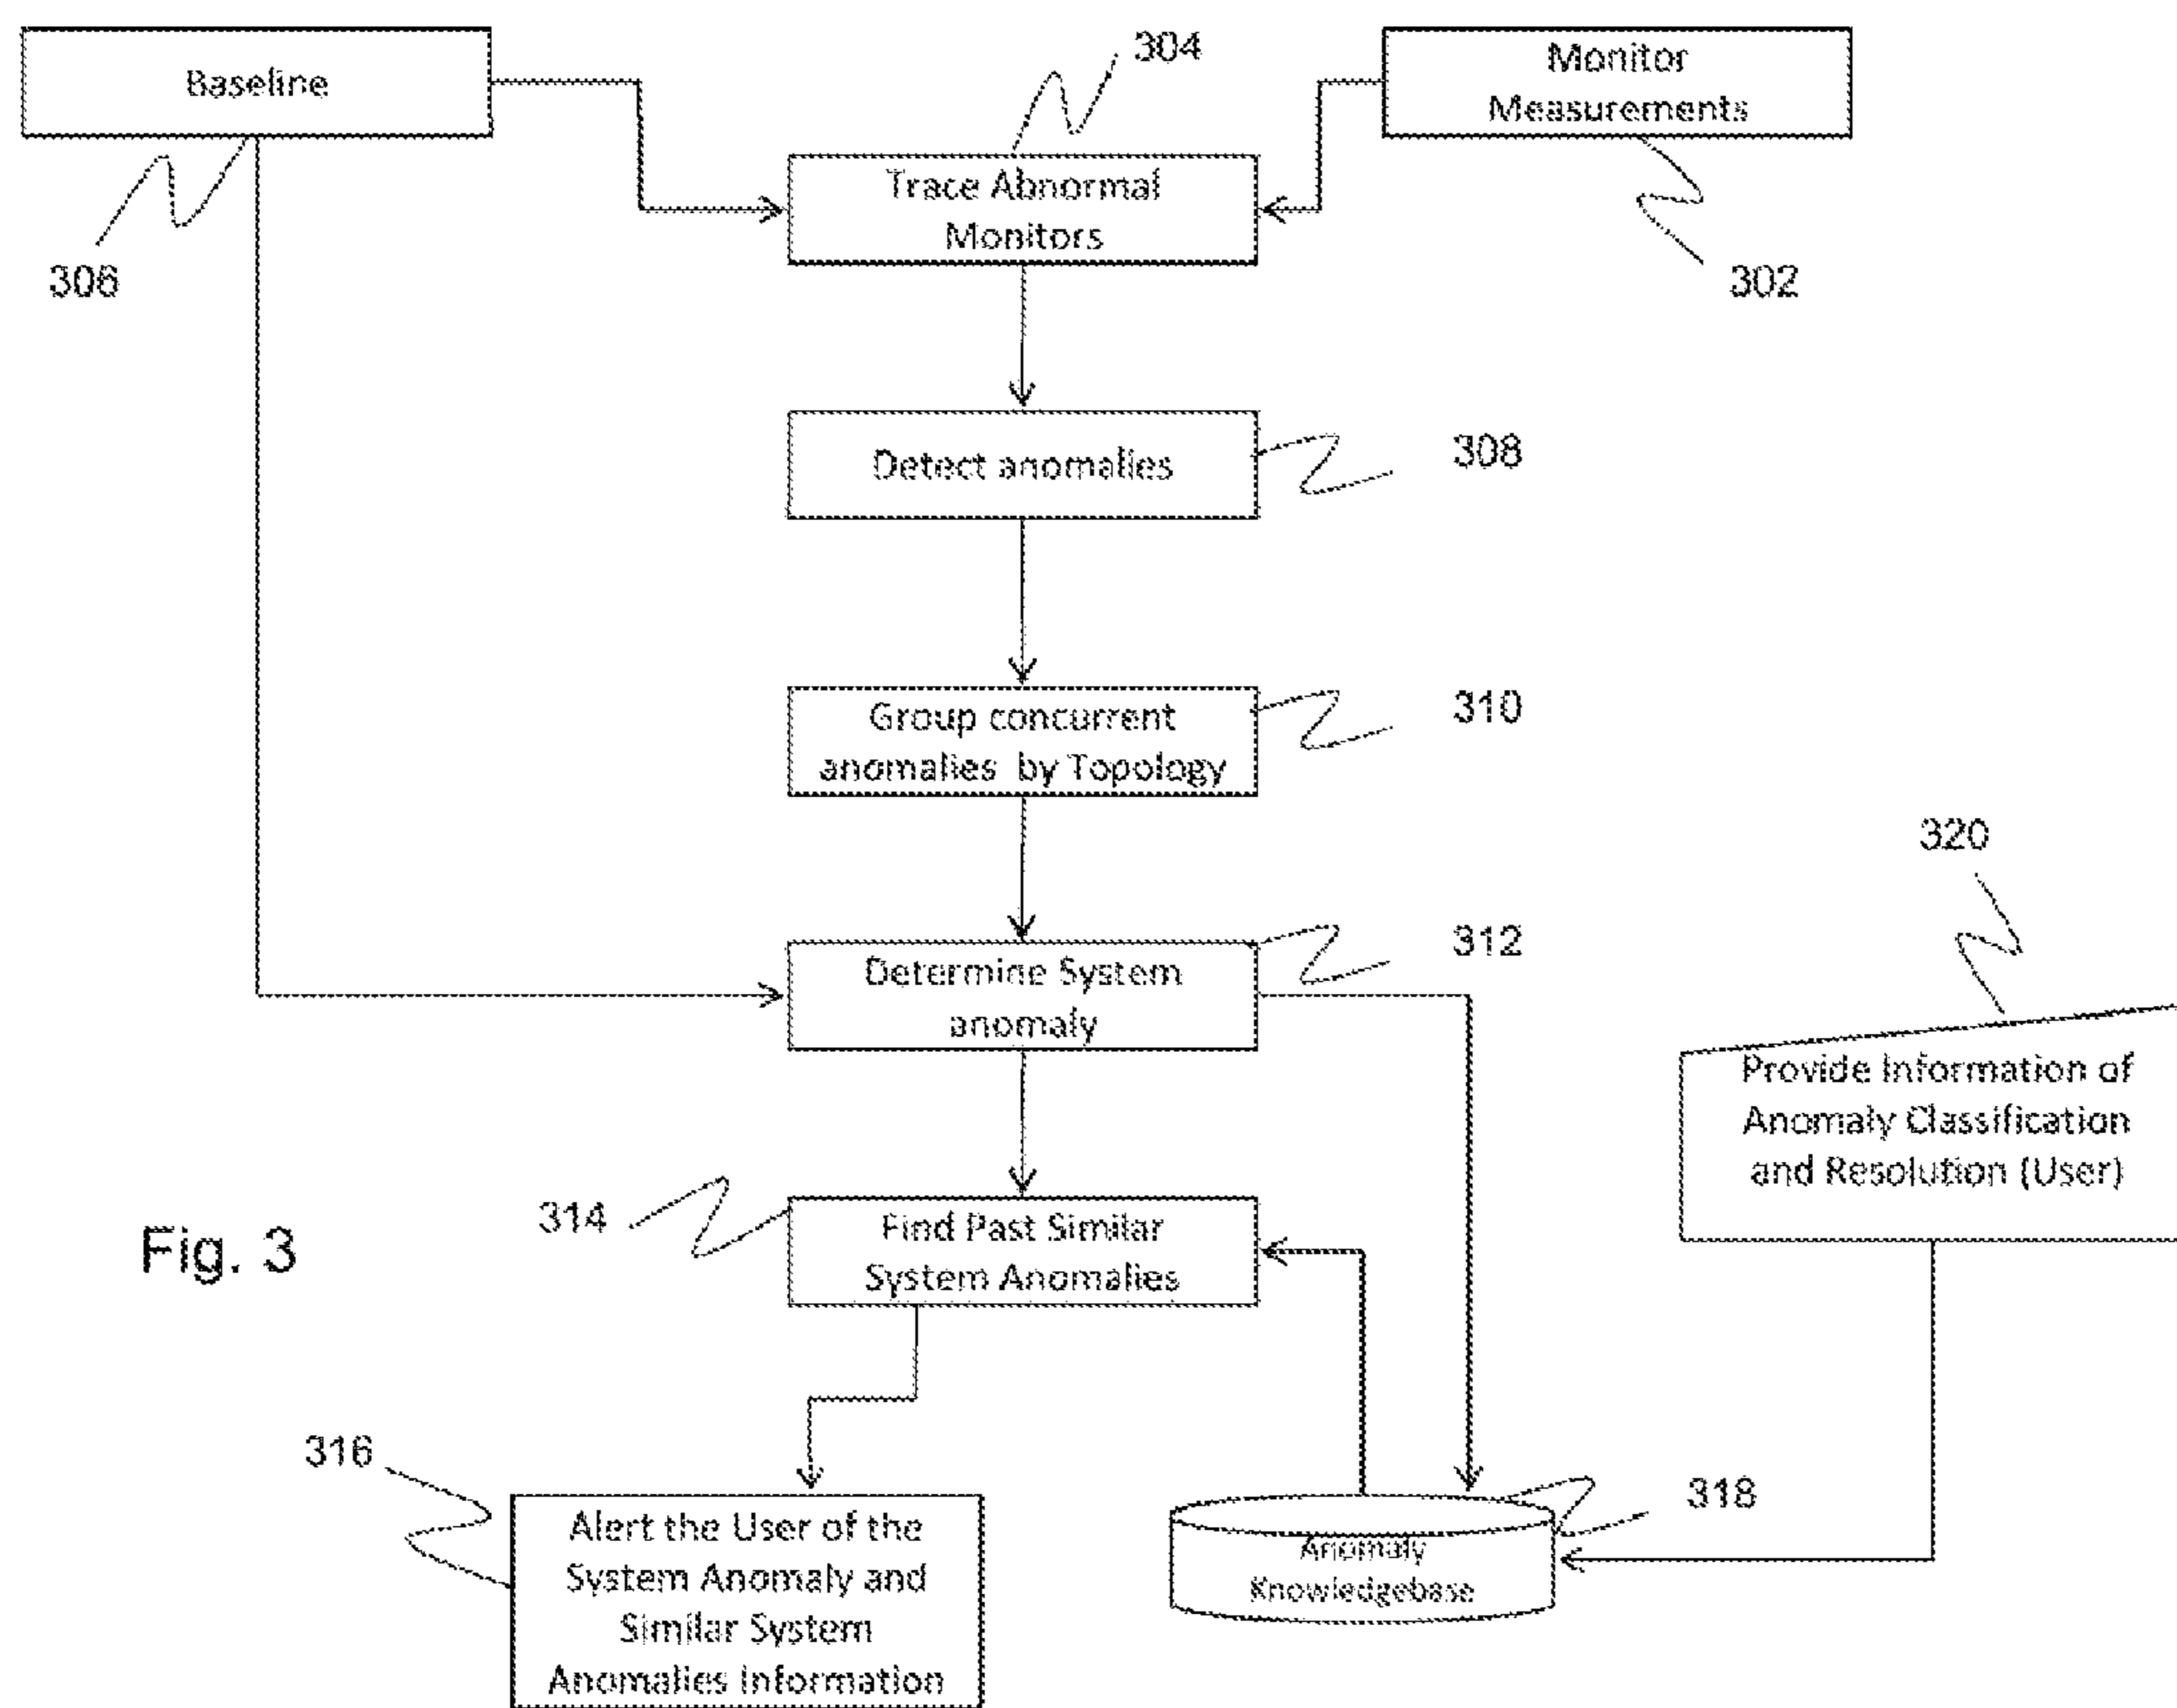 304
Baseline
Monitor
Measurements
Trace Abnormal
Monitors
306
302
Detect anomalies
308
Group concurrent
anomalies by Topology
310
320
Determine System
anomaly
312
Provide Information of
Anomaly Classification
and Resolution (User)
314
Find Past Similar
System Anomalies
Fig. 3
316
Alert the User of the
System Anomaly and
Similar System
Anomalies Information
318
Anomaly
Knowledgebase